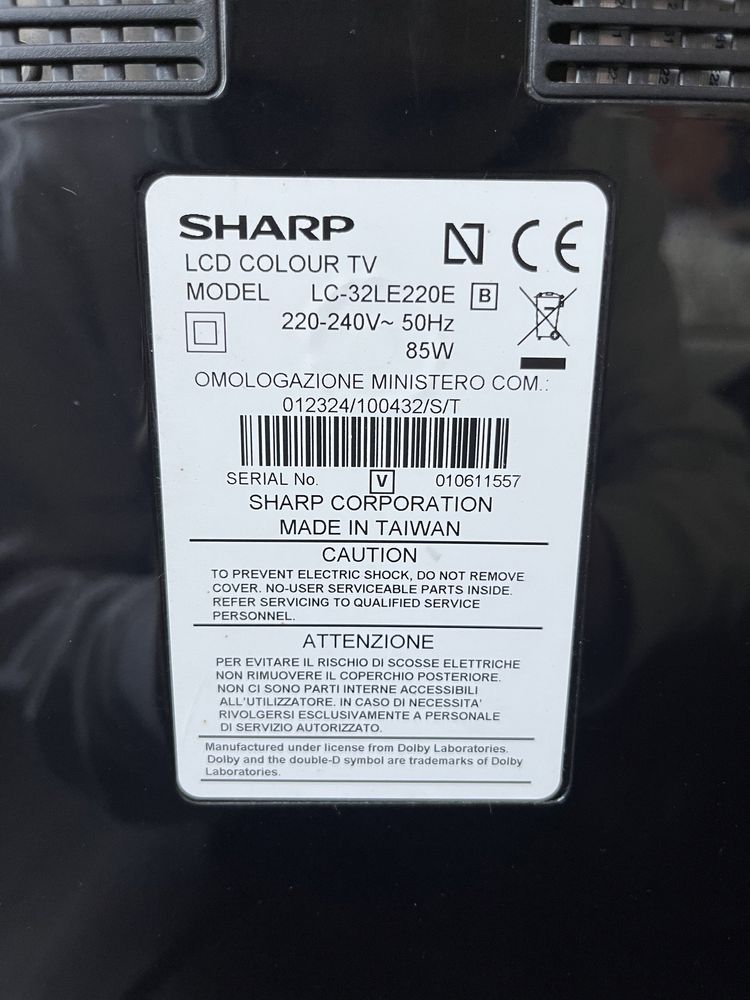 SHARP
LCD COLOUR TV
MODEL LC-32LE220E B
220-240V~ 50Hz
85W
OMOLOGAZIONE MINISTERO COM.:
012324/100432/S/T
SERIAL No. V 010611557
SHARP CORPORATION
MADE IN TAIWAN
CAUTION
TO PREVENT ELECTRIC SHOCK, DO NOT REMOVE
COVER. NO-USER SERVICEABLE PARTS INSIDE.
REFER SERVICING TO QUALIFIED SERVICE
PERSONNEL.
ATTENZIONE
PER EVITARE IL RISCHIO DI SCOSSE ELETTRICHE
NON RIMUOVERE IL COPERCHIO POSTERIORE.
NON CI SONO PARTI INTERNE ACCESSIBILI
ALL'UTILIZZATORE. IN CASO DI NECESSITA'
RIVOLGERSI ESCLUSIVAMENTE A PERSONALE
DI SERVIZIO AUTORIZZATO.
Manufactured under license from Dolby Laboratories.
Dolby and the double-D symbol are trademarks of Dolby
Laboratories.